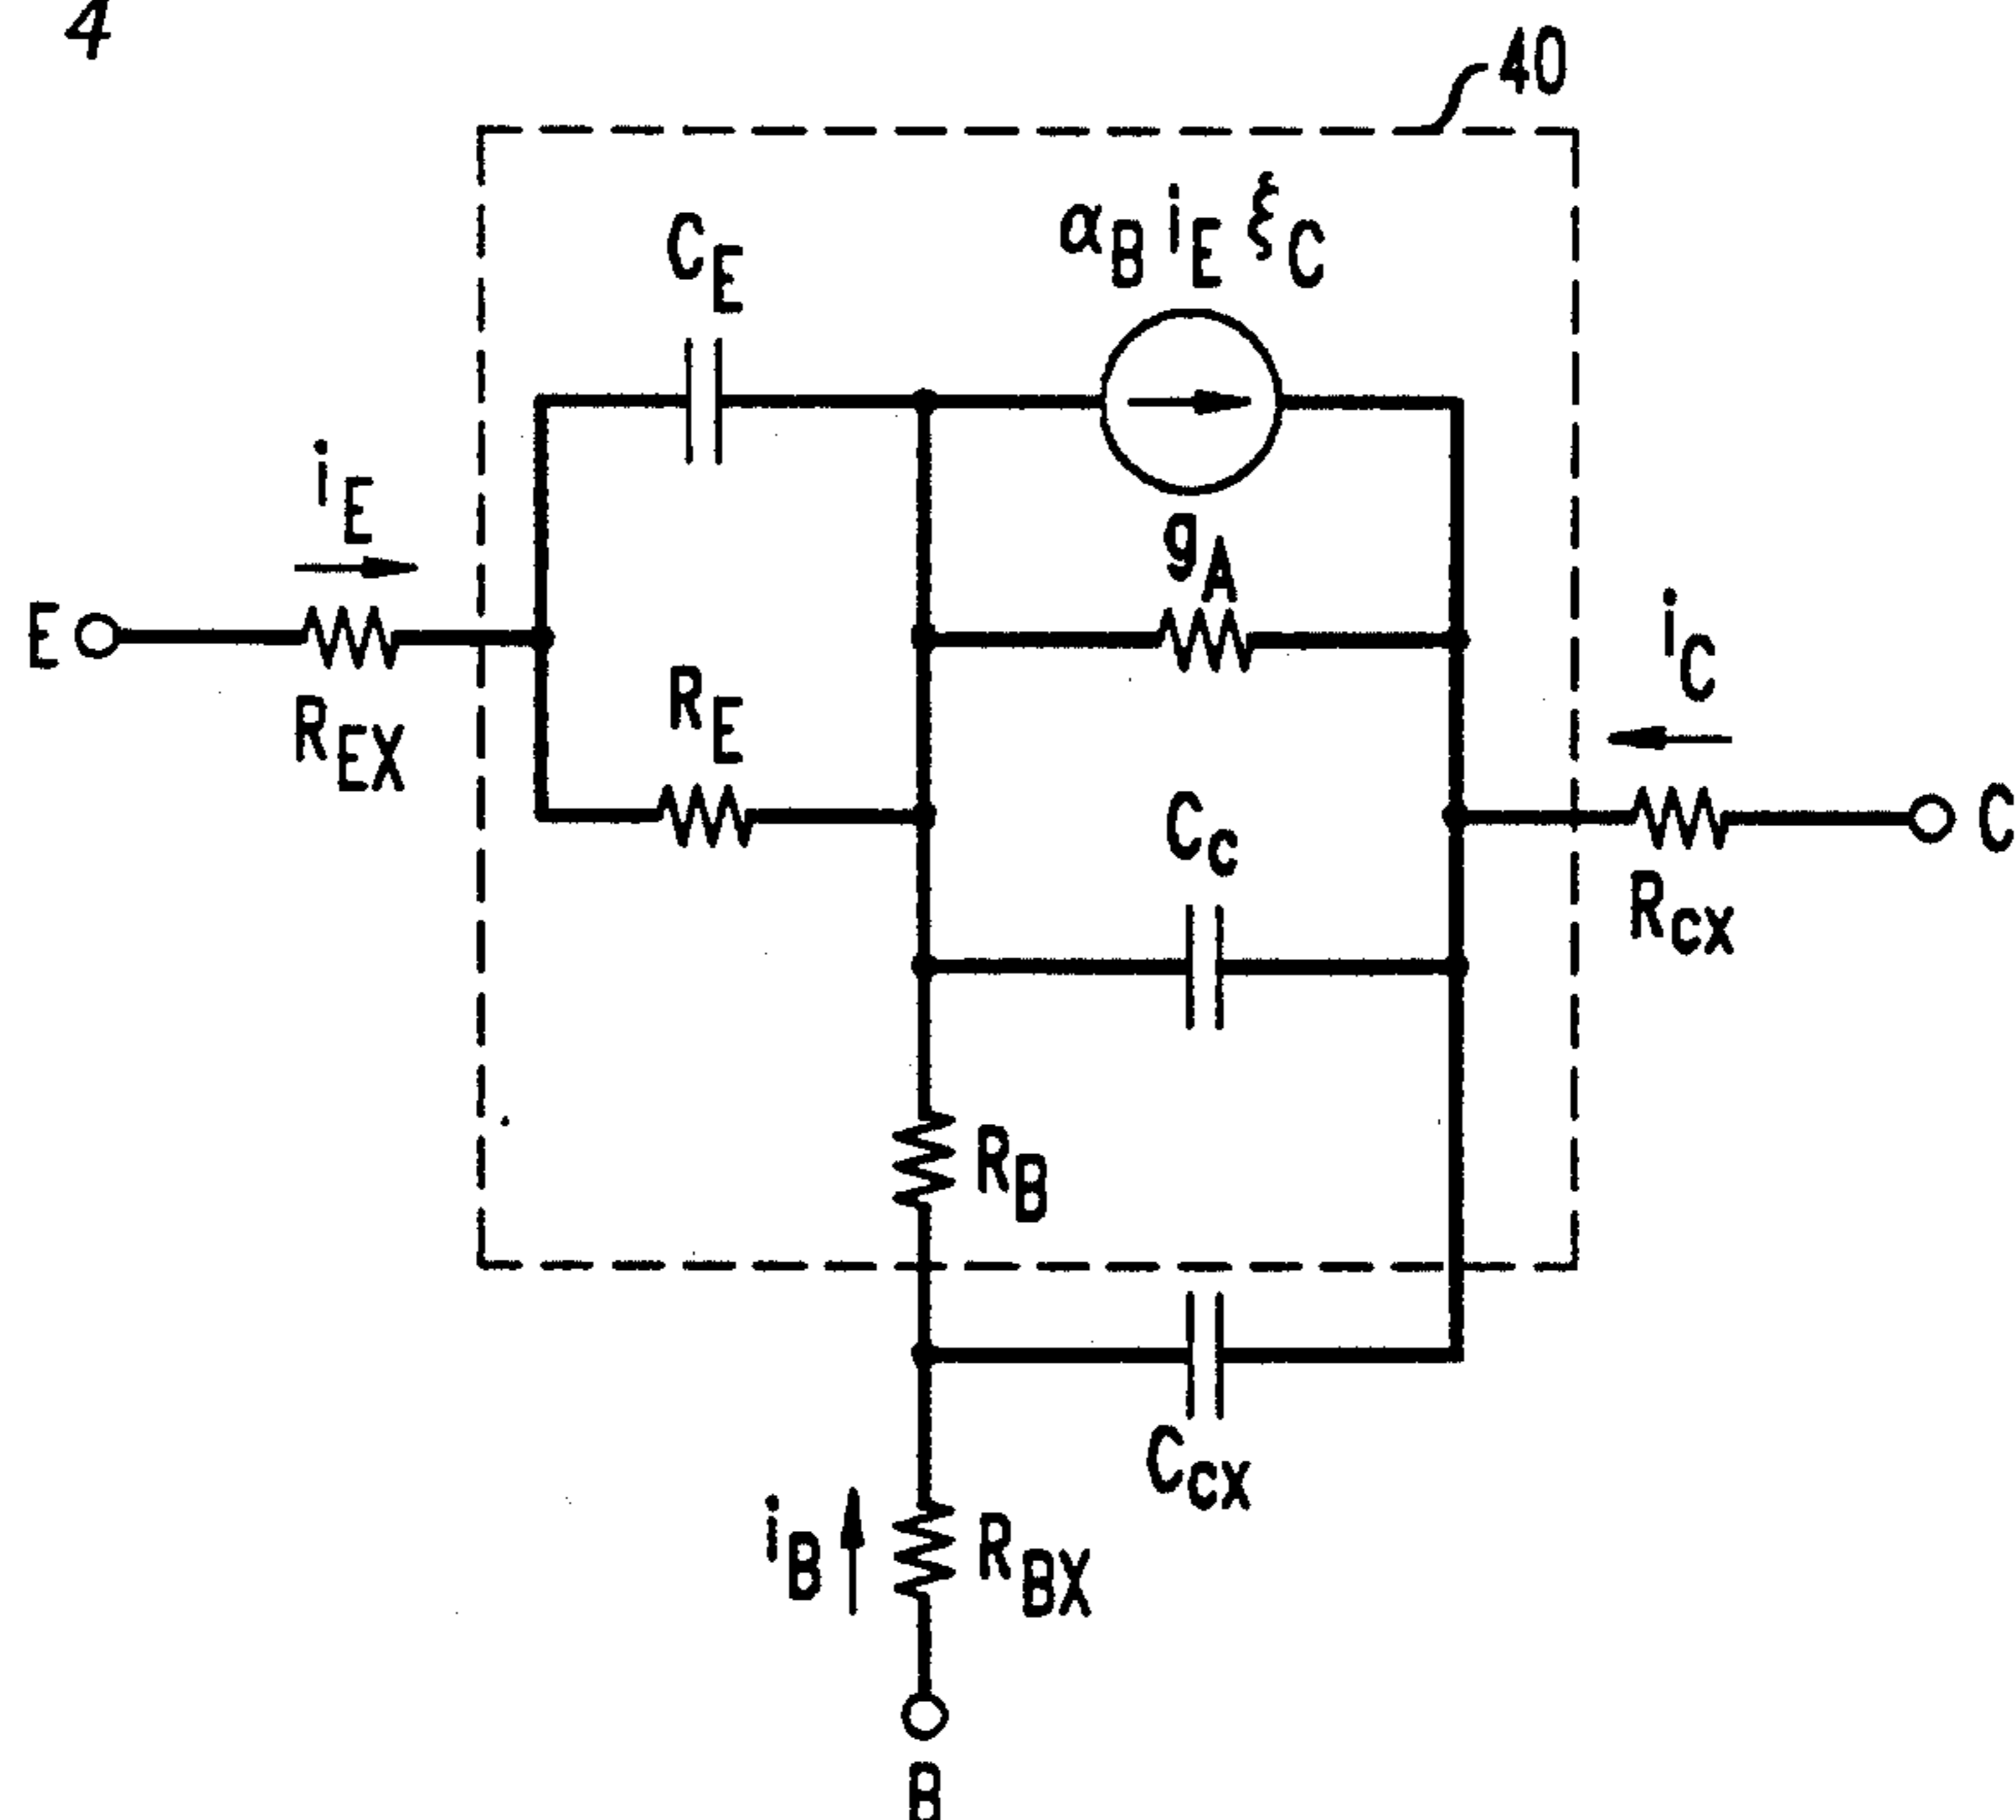 4
40
C_E
α_B i_E ξ_C
i_E
g_A
E
R_EX
R_E
i_C
C_c
C
R_cx
R_B
C_cx
i_B
R_BX
B